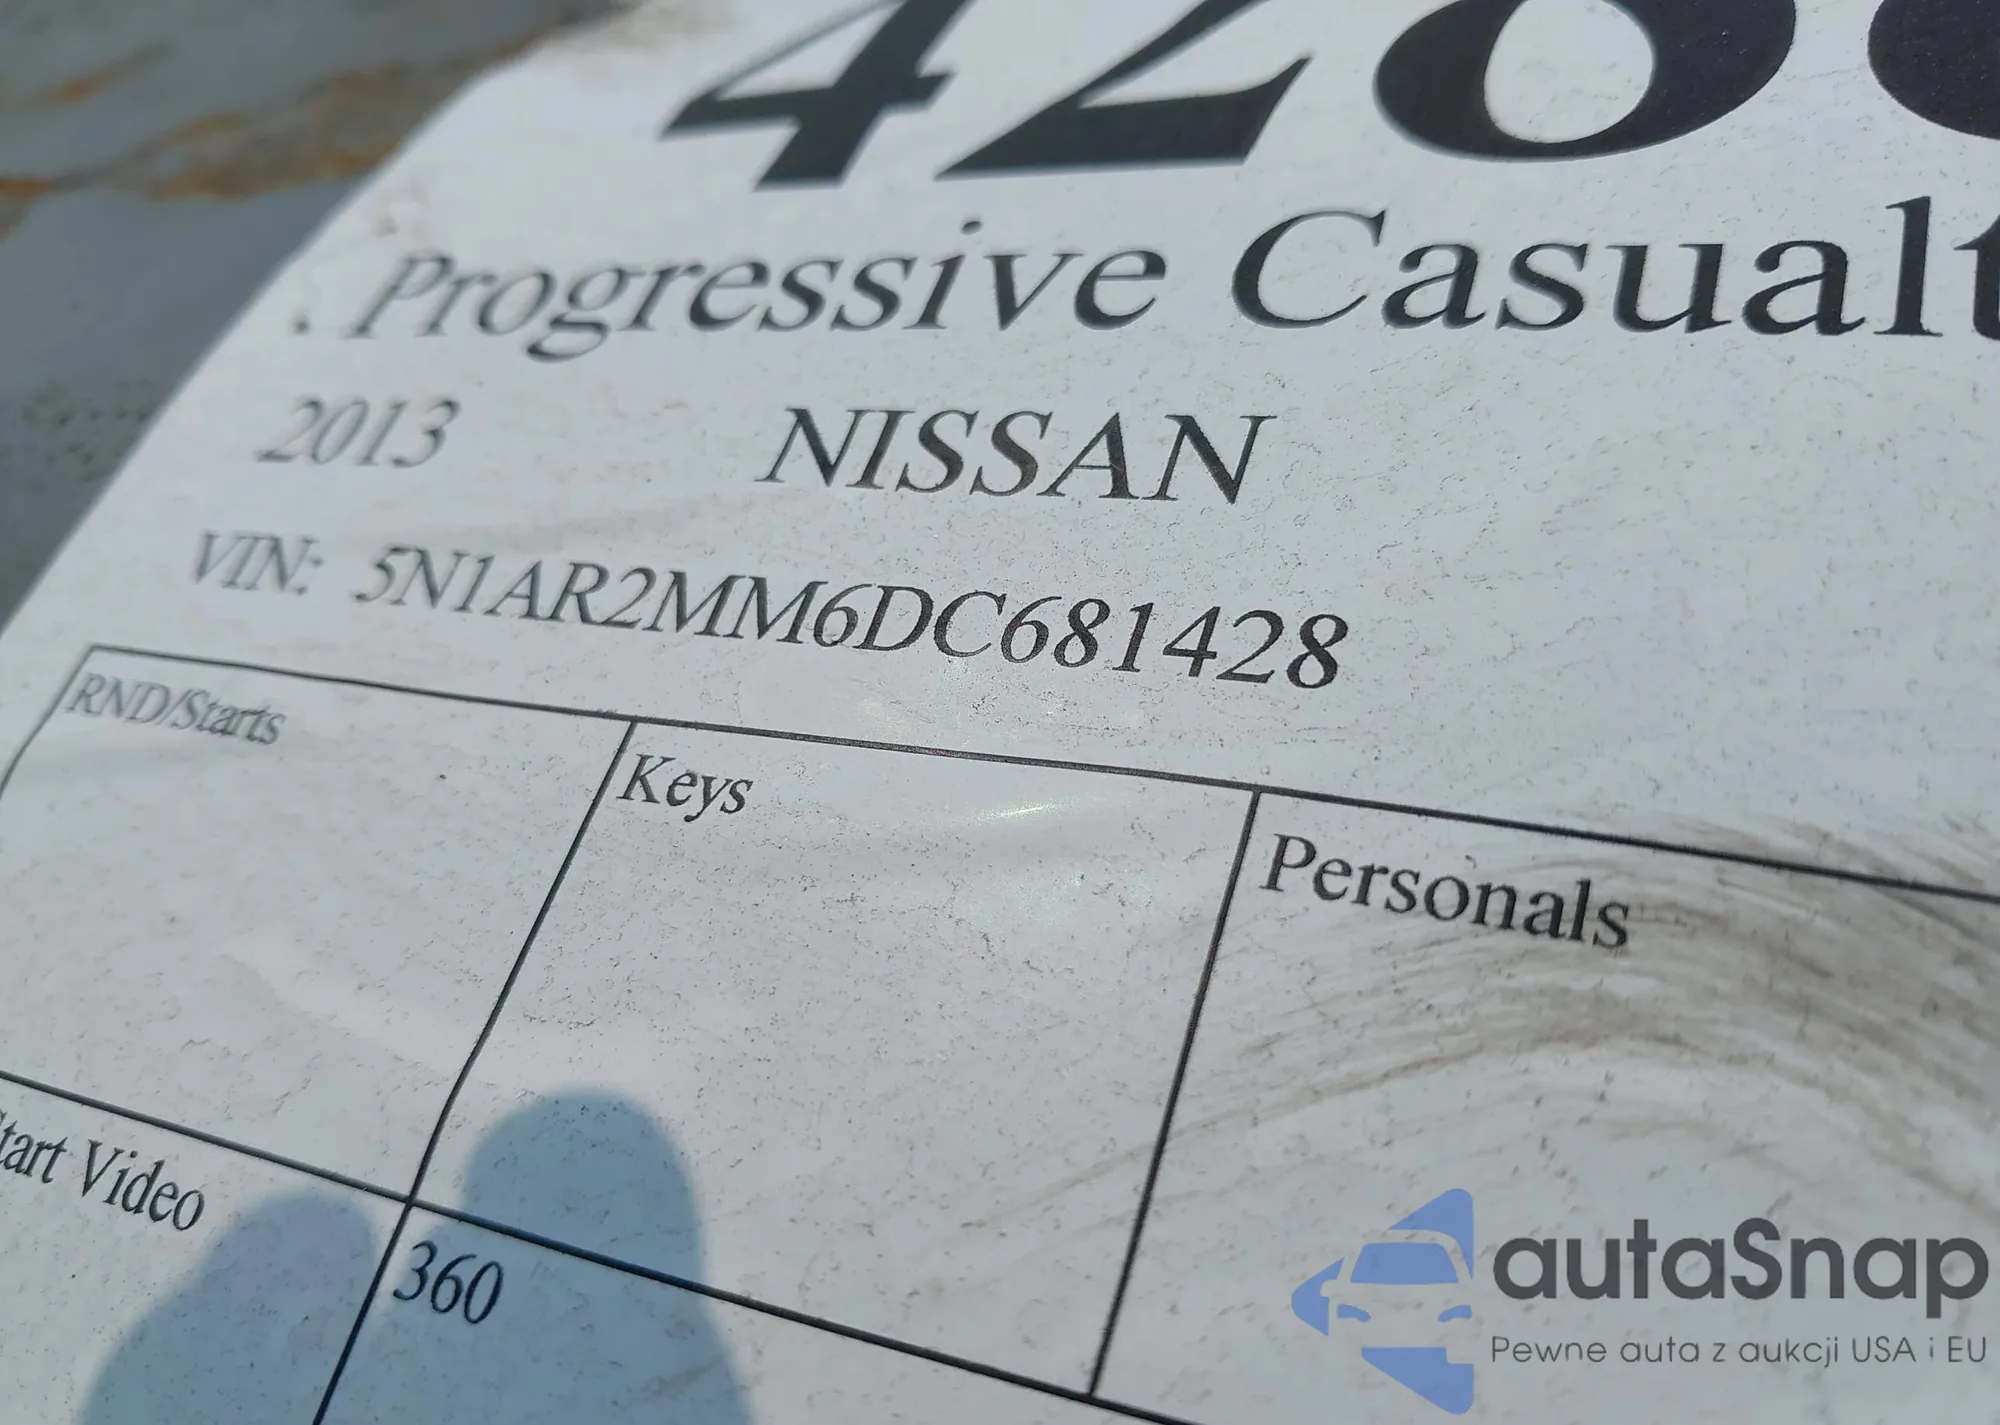 428
Progressive Casualt
2013 NISSAN
VIN: 5N1AR2MM6DC681428
RND/Starts
Keys
Personals
tart Video
360
autaSnap
Pewne auta z aukcji USA i EU